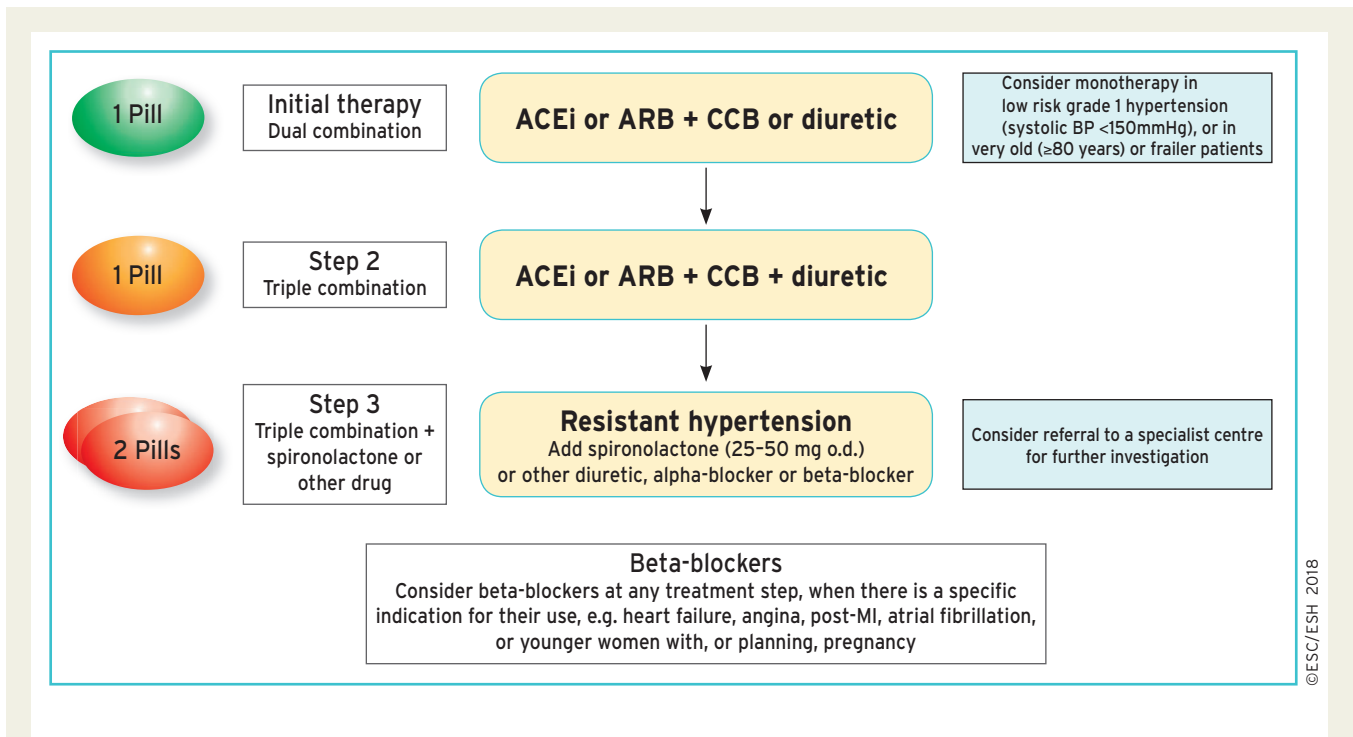 1 Pill
Initial therapy
Dual combination
ACEi or ARB + CCB or diuretic
Consider monotherapy in
low risk grade 1 hypertension
(systolic BP <150mmHg), or in
very old (≥80 years) or frailer patients
1 Pill
Step 2
Triple combination
ACEi or ARB + CCB + diuretic
2 Pills
Step 3
Triple combination +
spironolactone or
other drug
Resistant hypertension
Add spironolactone (25–50 mg o.d.)
or other diuretic, alpha-blocker or beta-blocker
Consider referral to a specialist centre
for further investigation
Beta-blockers
Consider beta-blockers at any treatment step, when there is a specific
indication for their use, e.g. heart failure, angina, post-MI, atrial fibrillation,
or younger women with, or planning, pregnancy
©ESC/ESH 2018